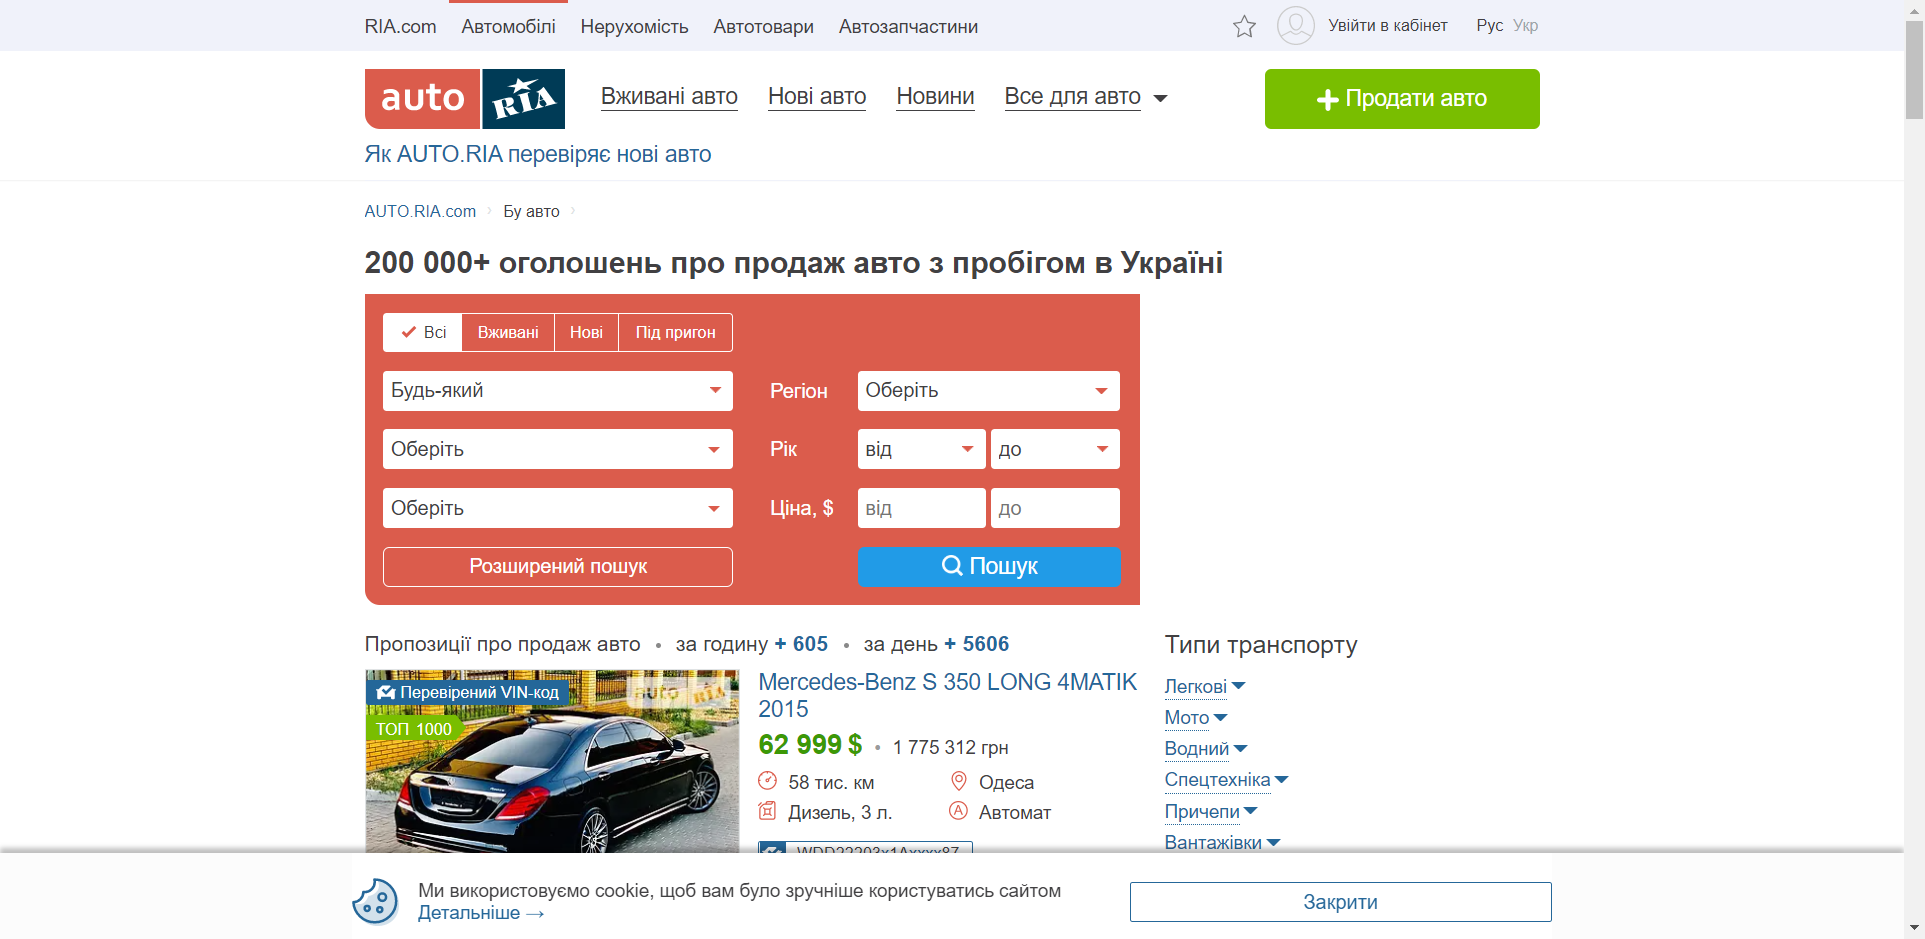 RIA.com Автомобілі Нерухомість Автотовари Автозапчастини Увійти в кабінет Рус Укр
auto RIA Вживані авто Нові авто Новини Все для авто Продати авто
Як AUTO.RIA перевіряє нові авто
AUTO.RIA.com Бу авто
200 000+ оголошень про продаж авто з пробігом в Україні
Всі Вживані Нові Під пригон
Будь-який Регіон Оберіть
Оберіть Рік від до
Оберіть Ціна, $ від до
Розширений пошук Пошук
Пропозиції про продаж авто • за годину + 605 • за день + 5606
Типи транспорту
Перевірений VIN-код
auto RIA
ТОП 1000
Mercedes-Benz S 350 LONG 4MATIK
2015
62 999 $ • 1 775 312 грн
58 тис. км Одеса
Дизель, 3 л. Автомат
Легкові
Мото
Водний
Спецтехніка
Причепи
Вантажівки
Ми використовуємо cookie, щоб вам було зручніше користуватись сайтом
Детальніше →
Закрити